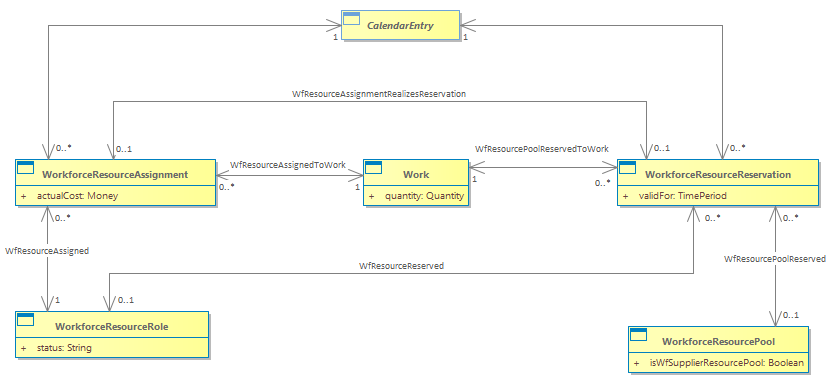 CalendarEntry
1
1
WfResourceAssignmentRealizesReservation
0..*
0..1
0..1
0..*
WfResourceAssignedToWork
WfResourcePoolReservedToWork
WorkforceResourceAssignment
Work
WorkforceResourceReservation
0..*
1
1
0..*
+ actualCost: Money
+ quantity: Quantity
+ validFor: TimePeriod
0..*
0..*
0..*
WfResourceAssigned
WfResourceReserved
WfResourcePoolReserved
1
0..1
0..1
WorkforceResourceRole
+ status: String
WorkforceResourcePool
+ isWfSupplierResourcePool: Boolean